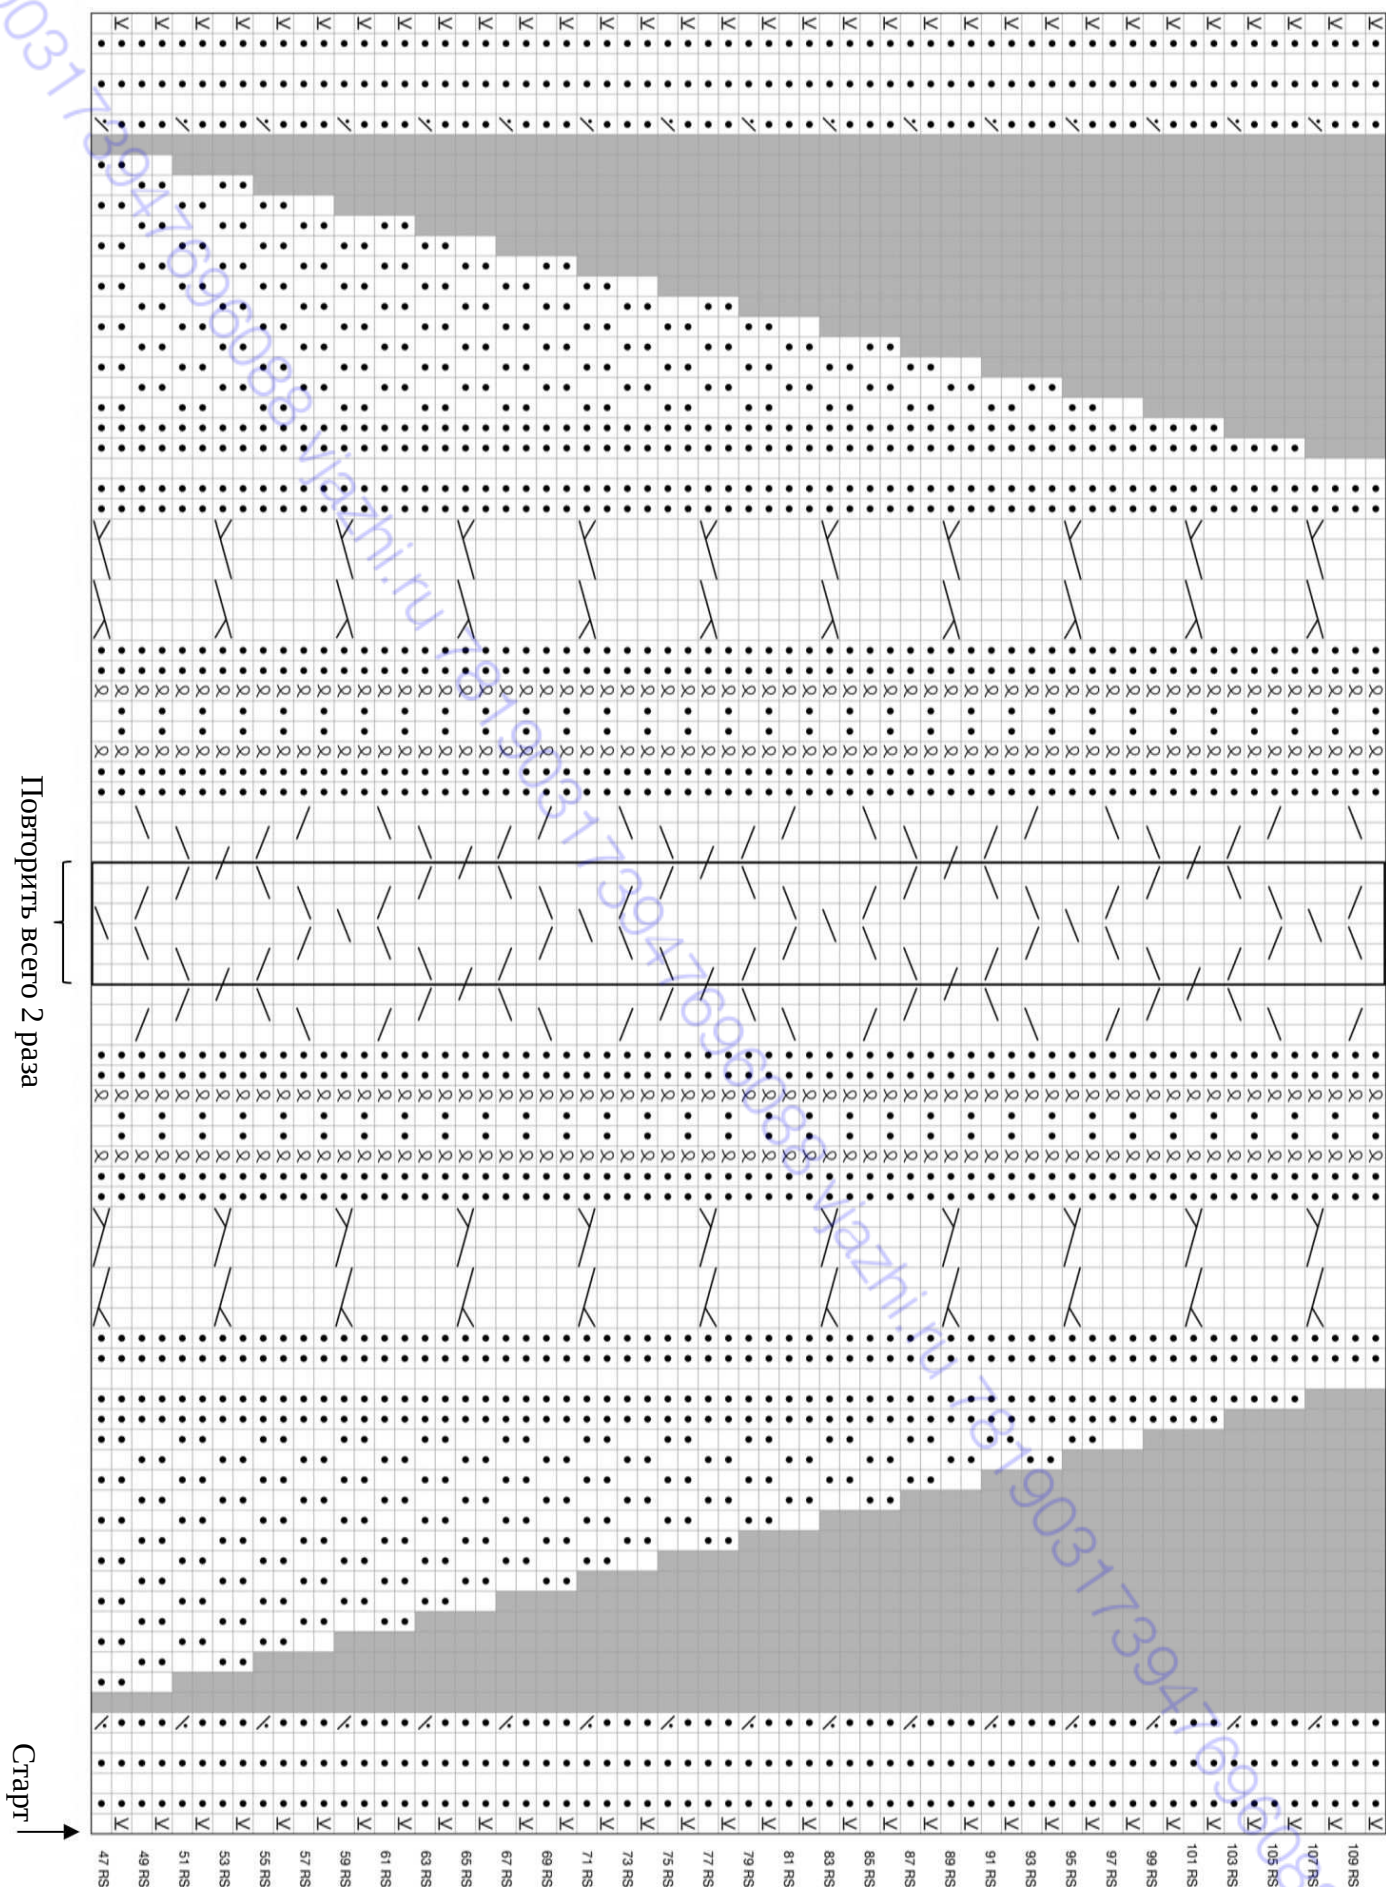 Повторить всего 2 раза
Старт
47 RS
49 RS
51 RS
53 RS
55 RS
57 RS
59 RS
61 RS
63 RS
65 RS
67 RS
69 RS
71 RS
73 RS
75 RS
77 RS
79 RS
81 RS
83 RS
85 RS
87 RS
89 RS
91 RS
93 RS
95 RS
97 RS
99 RS
101 RS
103 RS
105 RS
107 RS
109 RS
03173947696088 vjazhi.ru 781903173947696088 vjazhi.ru 78190317394769608